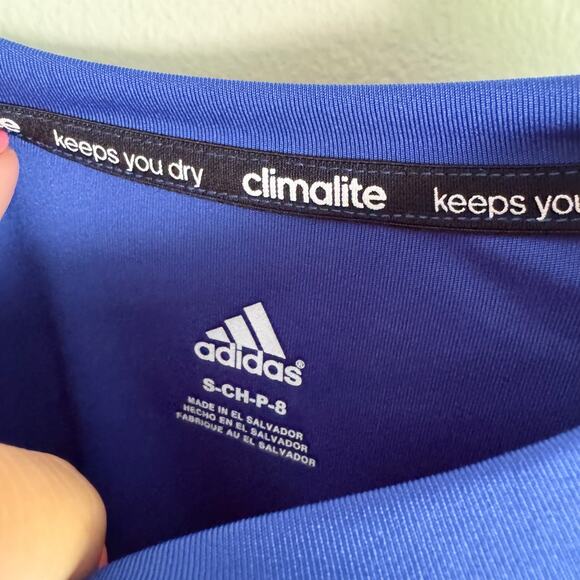 keeps you dry climalite keeps you
adidas®
S-CH-P-8
MADE IN EL SALVADOR
HECHO EN EL SALVADOR
FABRIQUE AU EL SALVADOR